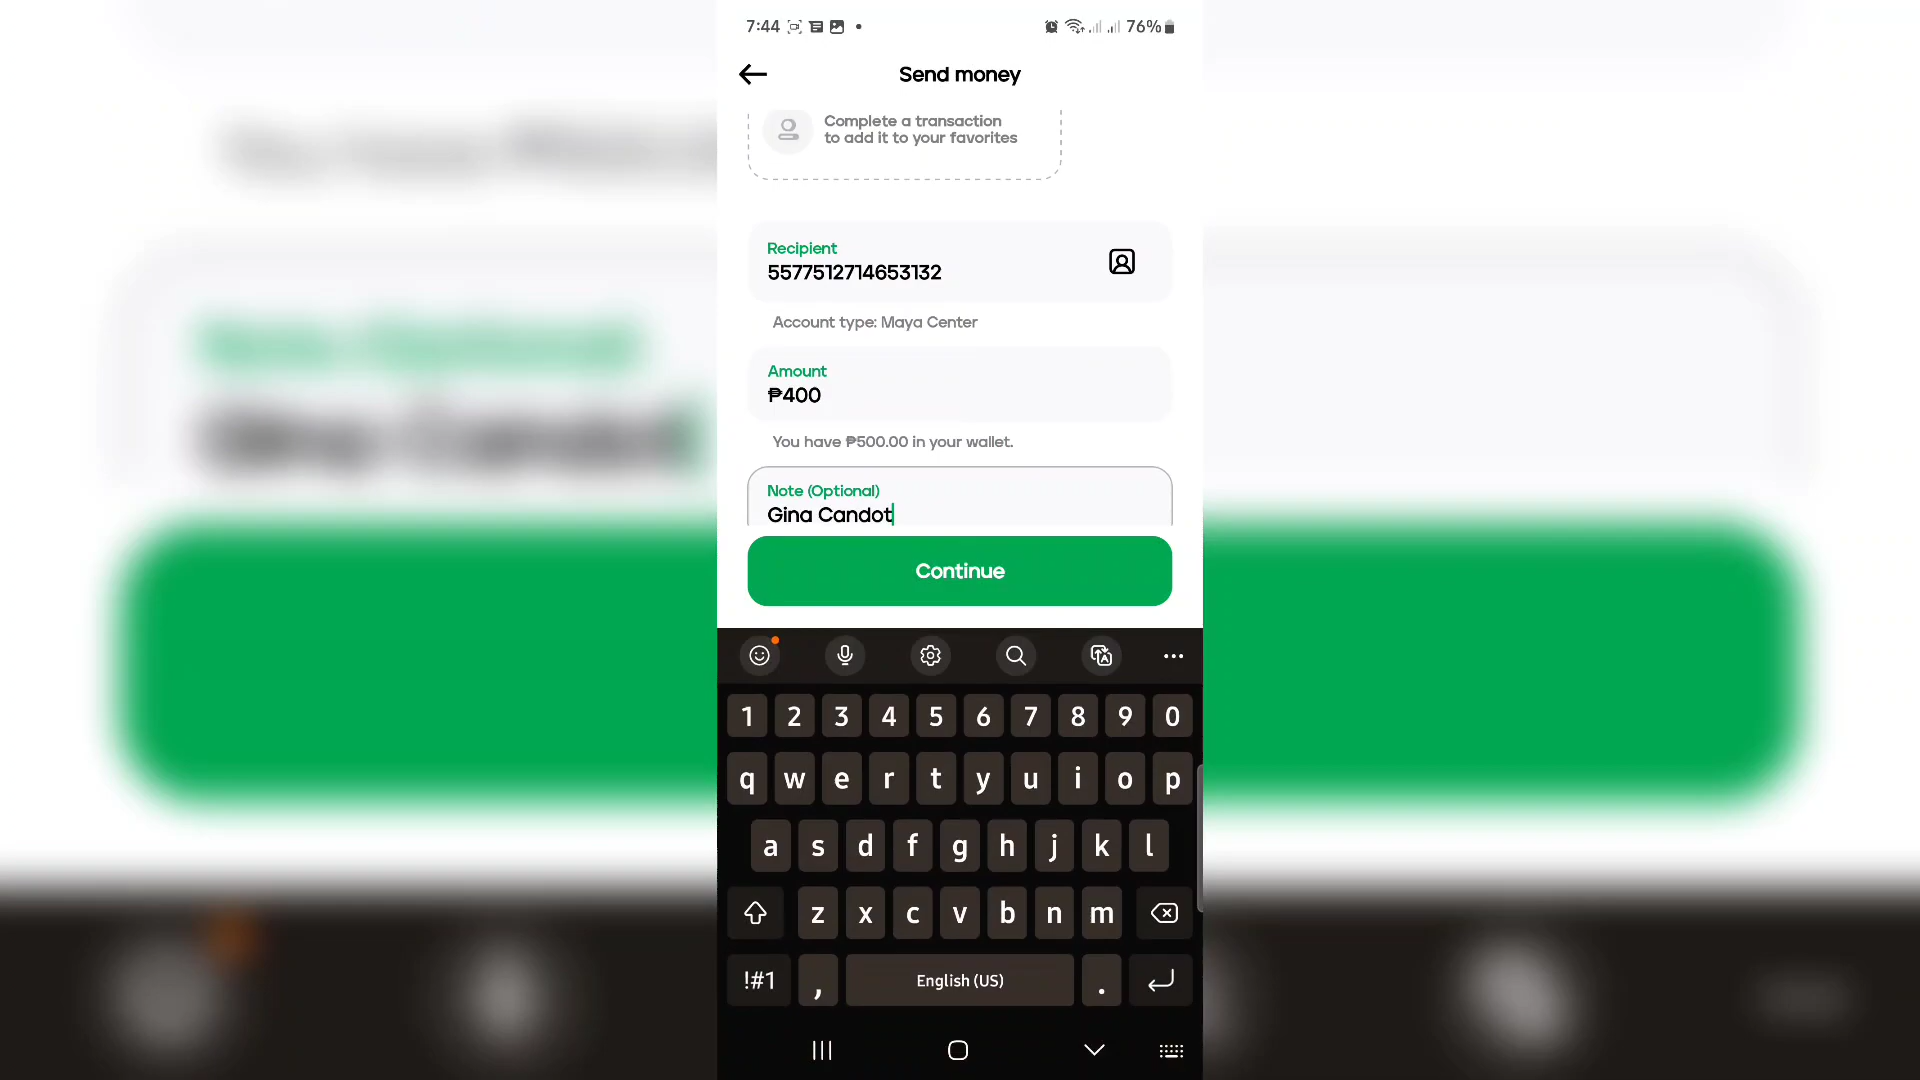 7:44 76%
Send money
Complete a transaction
to add it to your favorites
Recipient
5577512714653132
Account type: Maya Center
Amount
₱400
You have ₱500.00 in your wallet.
Note (Optional)
Gina Candot
Continue
1 2 3 4 5 6 7 8 9 0
q w e r t y u i o p
a s d f g h j k l
z x c v b n m
!#1 , English (US) .